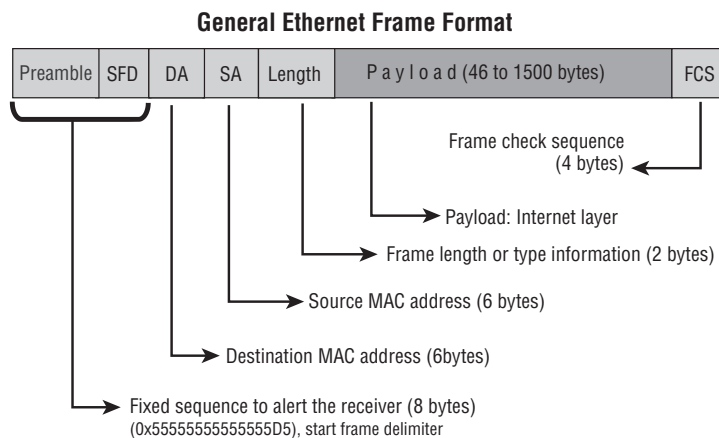 General Ethernet Frame Format
Preamble SFD DA SA Length P a y l o a d (46 to 1500 bytes) FCS
Frame check sequence
(4 bytes)
Payload: Internet layer
Frame length or type information (2 bytes)
Source MAC address (6 bytes)
Destination MAC address (6bytes)
Fixed sequence to alert the receiver (8 bytes)
(0x55555555555555D5), start frame delimiter